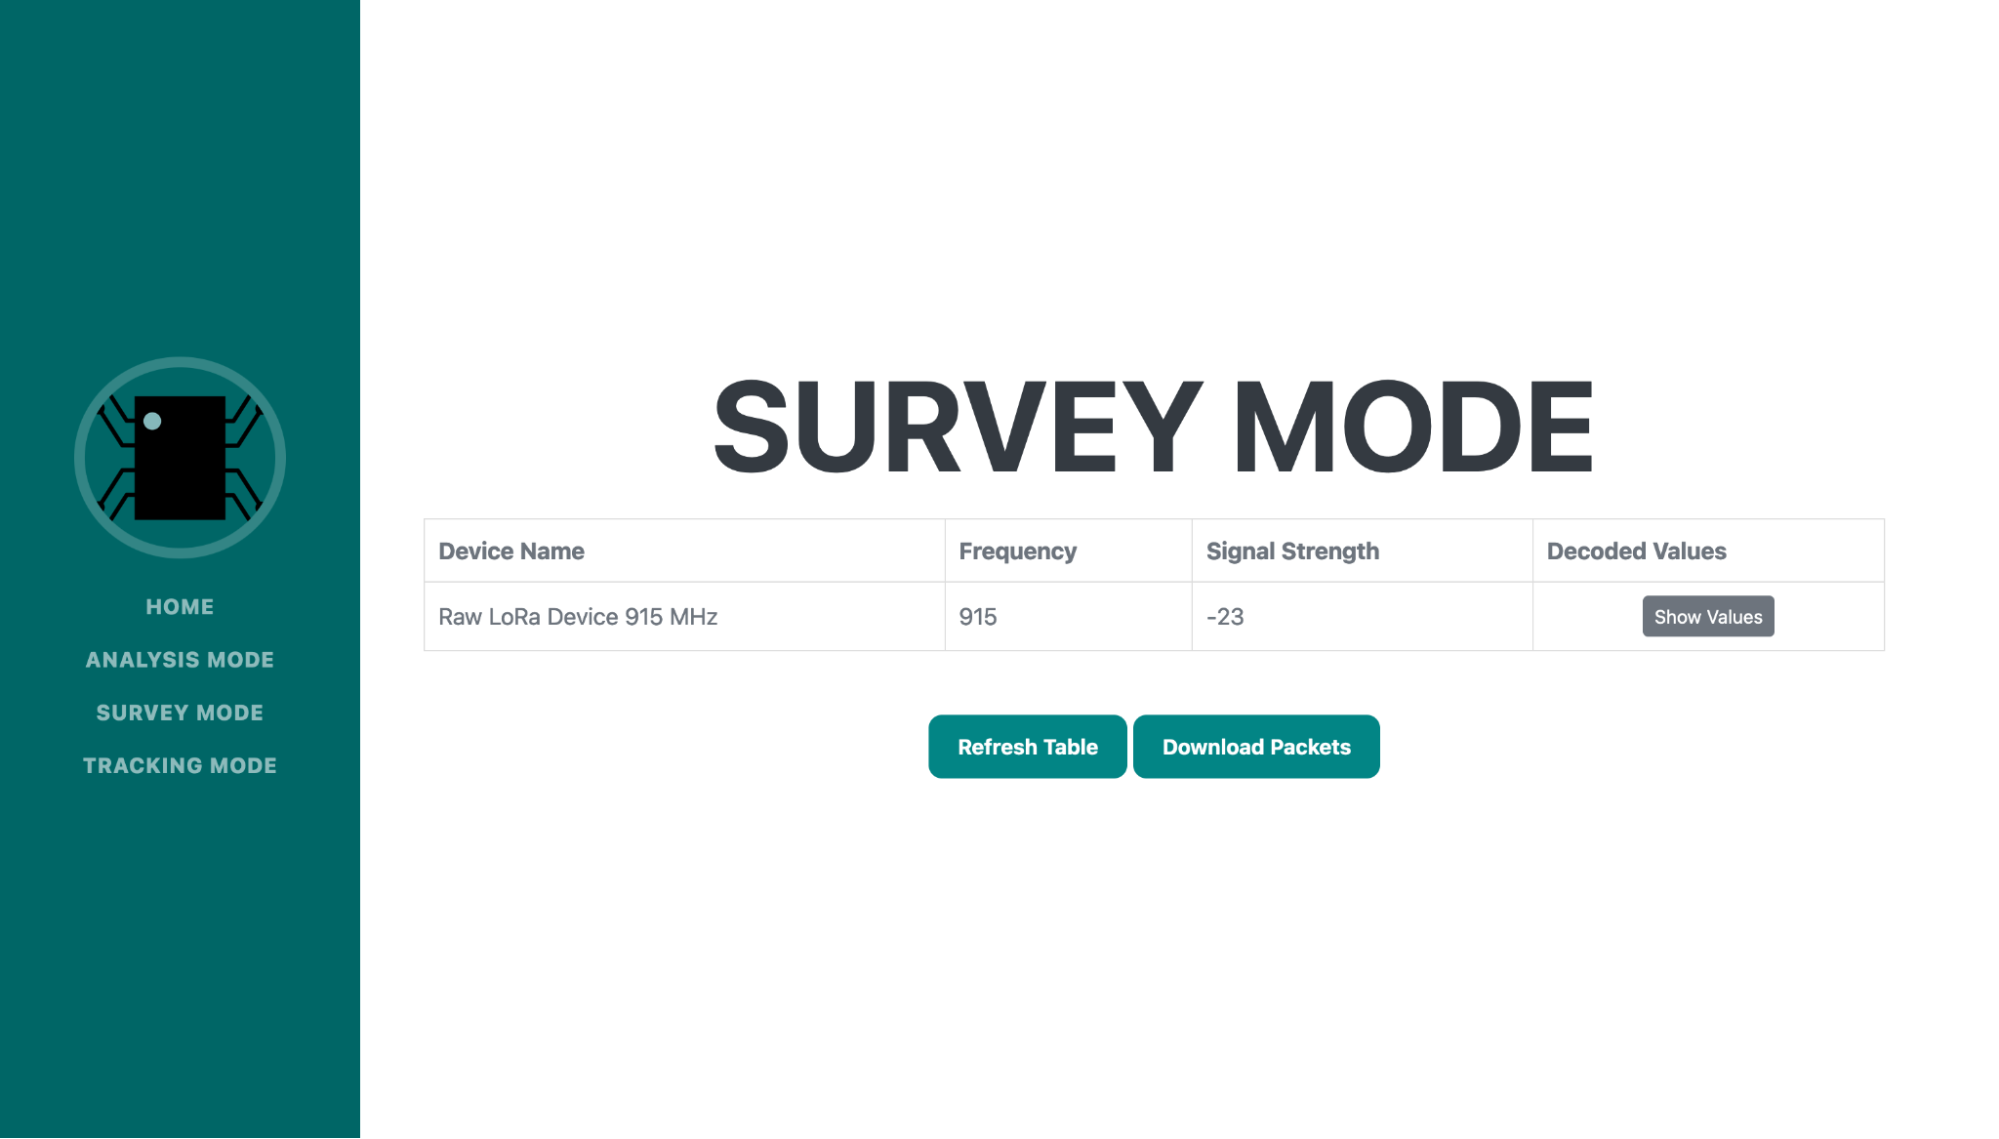 HOME
ANALYSIS MODE
SURVEY MODE
TRACKING MODE
SURVEY MODE
Device Name Frequency Signal Strength Decoded Values
Raw LoRa Device 915 MHz 915 -23 Show Values
Refresh Table Download Packets